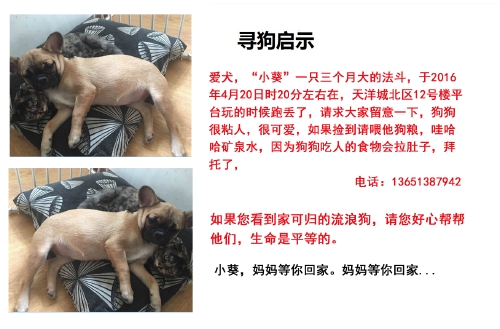 寻狗启示
爱犬，“小葵”一只三个月大的法斗，于2016
年4月20日时20分左右在，天洋城北区12号楼平
台玩的时候跑丢了，请求大家留意一下，狗狗
很粘人，很可爱，如果捡到请喂他狗粮，哇哈
哈矿泉水，因为狗狗吃人的食物会拉肚子，拜
托了，
电话：13651387942
如果您看到家可归的流浪狗，请您好心帮帮
他们，生命是平等的。
小葵，妈妈等你回家。妈妈等你回家...